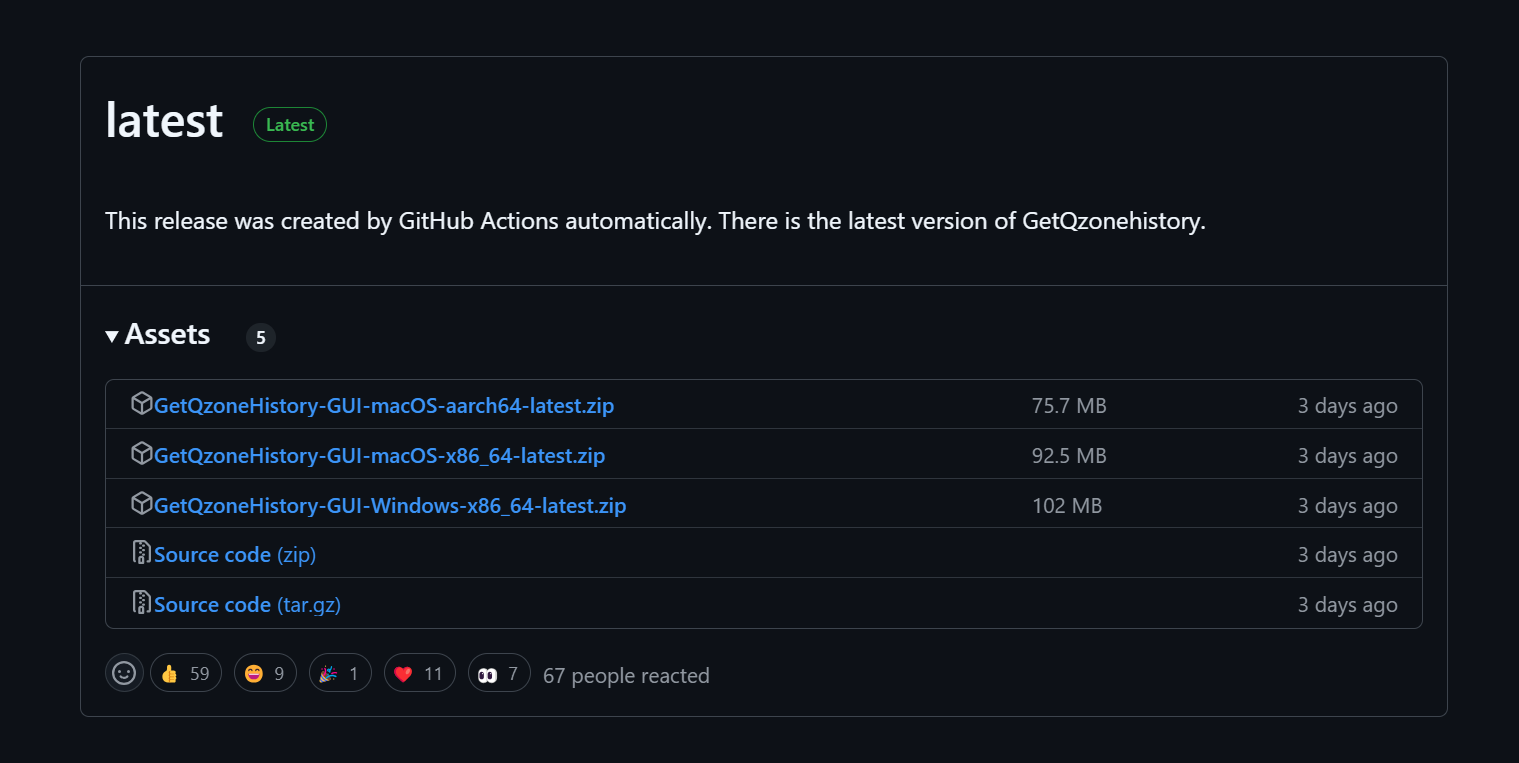 latest Latest
This release was created by GitHub Actions automatically. There is the latest version of GetQzonehistory.
Assets 5
GetQzoneHistory-GUI-macOS-aarch64-latest.zip 75.7 MB 3 days ago
GetQzoneHistory-GUI-macOS-x86_64-latest.zip 92.5 MB 3 days ago
GetQzoneHistory-GUI-Windows-x86_64-latest.zip 102 MB 3 days ago
Source code (zip) 3 days ago
Source code (tar.gz) 3 days ago
👍 59 😄 9 🎉 1 ❤️ 11 👀 7 67 people reacted